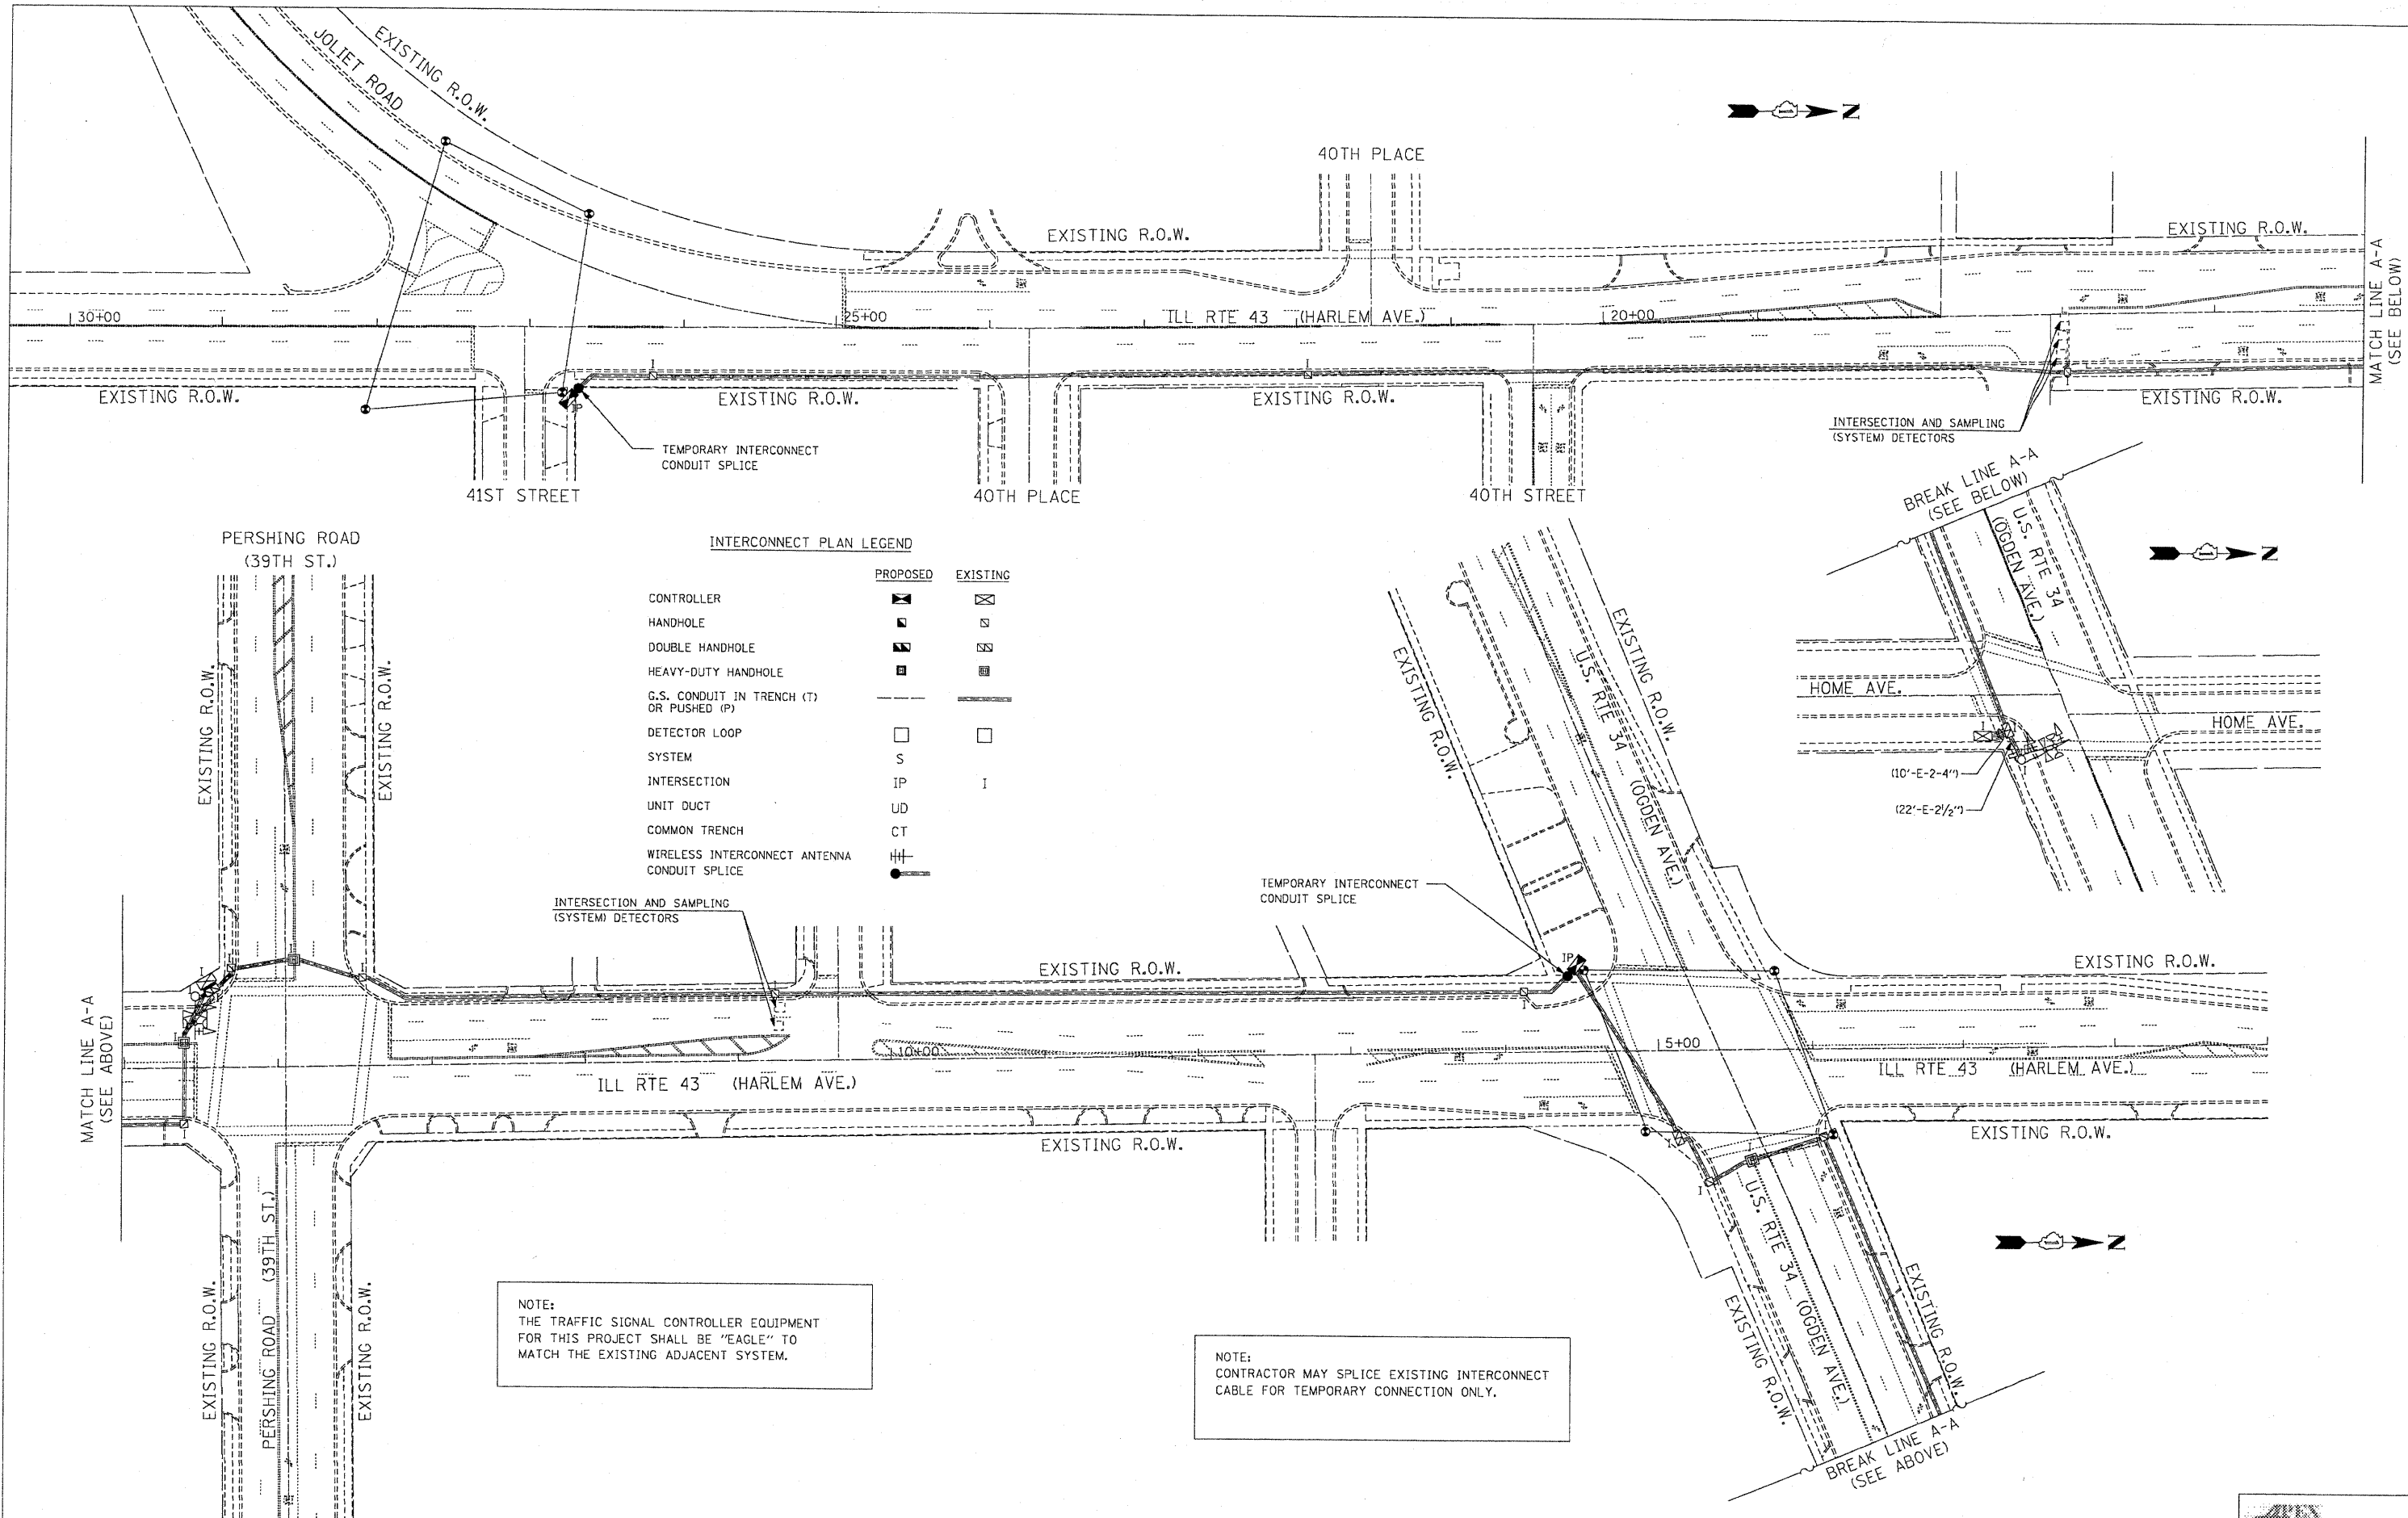 JOLIET ROAD
EXISTING R.O.W.
N
40TH PLACE
EXISTING R.O.W.
EXISTING R.O.W.
30+00
25+00
ILL RTE 43 (HARLEM AVE.)
20+00
MATCH LINE A-A
(SEE BELOW)
I
I
I
IP
EXISTING R.O.W.
EXISTING R.O.W.
EXISTING R.O.W.
EXISTING R.O.W.
TEMPORARY INTERCONNECT
CONDUIT SPLICE
INTERSECTION AND SAMPLING
(SYSTEM) DETECTORS
41ST STREET
40TH PLACE
40TH STREET
BREAK LINE A-A
(SEE BELOW)
U.S. RTE 34
(OGDEN AVE.)
N
HOME AVE.
HOME AVE.
I
I
(10'-E-2-4")
(22'-E-2½")
PERSHING ROAD
(39TH ST.)
INTERCONNECT PLAN LEGEND
PROPOSED EXISTING
CONTROLLER
HANDHOLE
DOUBLE HANDHOLE
HEAVY-DUTY HANDHOLE
G.S. CONDUIT IN TRENCH (T)
OR PUSHED (P)
DETECTOR LOOP
SYSTEM S
INTERSECTION IP I
UNIT DUCT UD
COMMON TRENCH CT
WIRELESS INTERCONNECT ANTENNA
CONDUIT SPLICE
EXISTING R.O.W.
EXISTING R.O.W.
EXISTING R.O.W.
U.S. RTE 34
(OGDEN AVE.)
EXISTING R.O.W.
INTERSECTION AND SAMPLING
(SYSTEM) DETECTORS
TEMPORARY INTERCONNECT
CONDUIT SPLICE
MATCH LINE A-A
(SEE ABOVE)
I
I
I
IP
EXISTING R.O.W.
EXISTING R.O.W.
I
10+00
5+00
ILL RTE 43 (HARLEM AVE.)
ILL RTE 43 (HARLEM AVE.)
I
EXISTING R.O.W.
I
I
I
EXISTING R.O.W.
PERSHING ROAD (39TH ST.)
EXISTING R.O.W.
EXISTING R.O.W.
U.S. RTE 34 (OGDEN AVE.)
EXISTING R.O.W.
EXISTING R.O.W.
N
NOTE:
THE TRAFFIC SIGNAL CONTROLLER EQUIPMENT
FOR THIS PROJECT SHALL BE "EAGLE" TO
MATCH THE EXISTING ADJACENT SYSTEM.
NOTE:
CONTRACTOR MAY SPLICE EXISTING INTERCONNECT
CABLE FOR TEMPORARY CONNECTION ONLY.
BREAK LINE A-A
(SEE ABOVE)